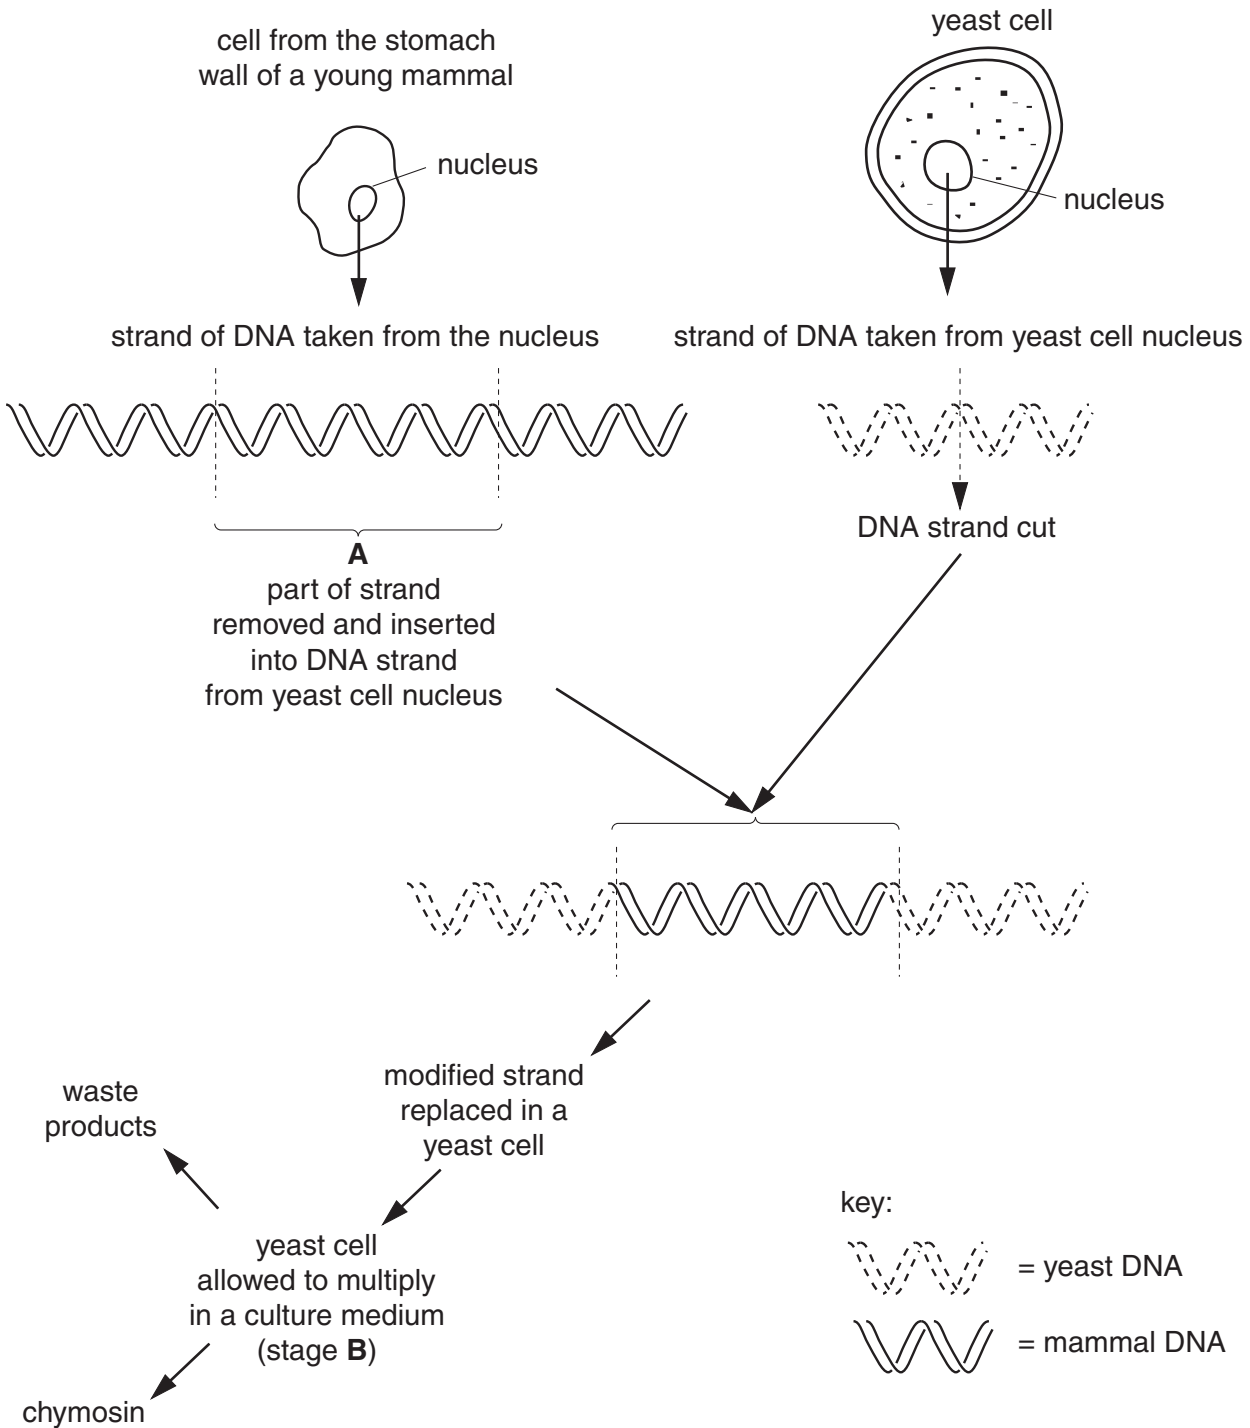 cell from the stomach
wall of a young mammal
nucleus
yeast cell
nucleus
strand of DNA taken from the nucleus
strand of DNA taken from yeast cell nucleus
DNA strand cut
A
part of strand
removed and inserted
into DNA strand
from yeast cell nucleus
modified strand
replaced in a
yeast cell
waste
products
yeast cell
allowed to multiply
in a culture medium
(stage B)
chymosin
key:
= yeast DNA
= mammal DNA